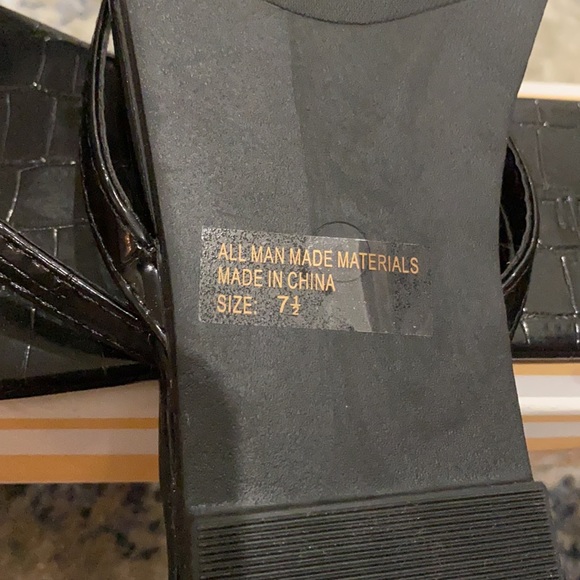 ALL MAN MADE MATERIALS
MADE IN CHINA
SIZE: 7½